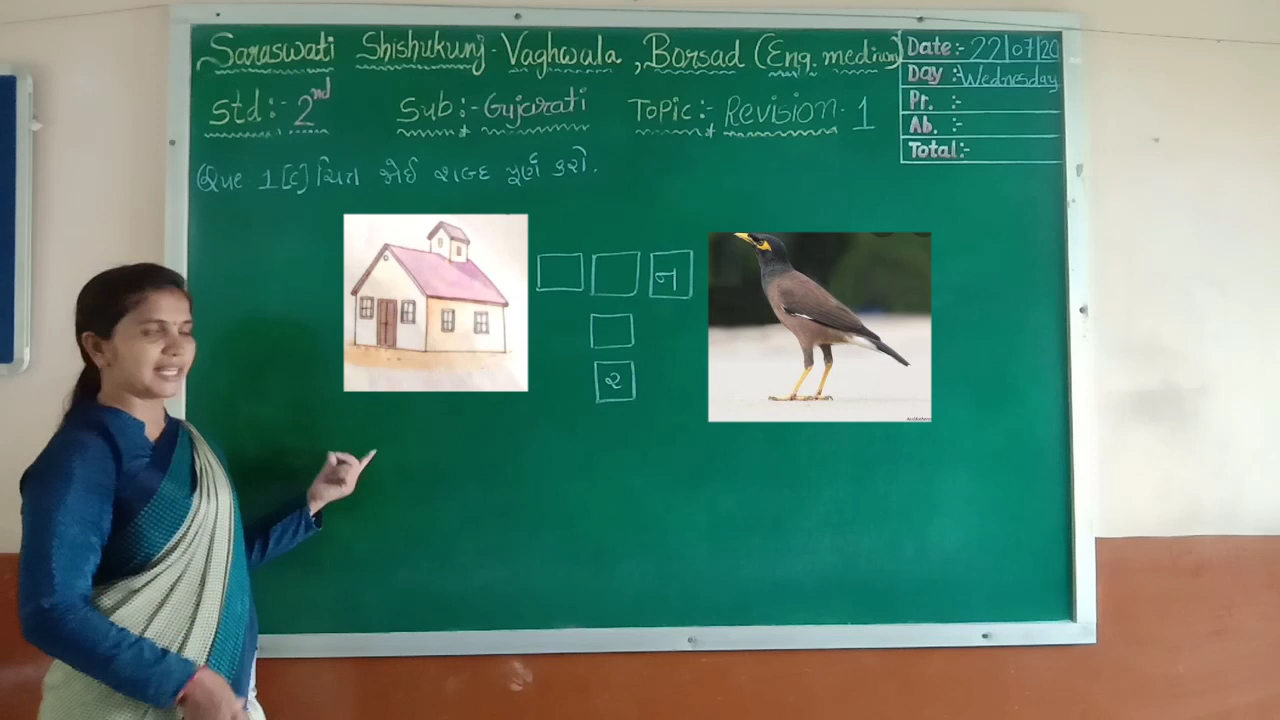 Saraswati Shishukunj - Vaghwala , Borsad (Eng. medium)
Date:- 22/07/20
Day :- Wednesday
Pr. :-
Ab. :-
Total:-
Std :- 2nd Sub :- Gujarati Topic :- Revision - 1
Que 1 [c] ચિત્ર જોઈ શબ્દ પૂર્ણ કરો.
ન
ર